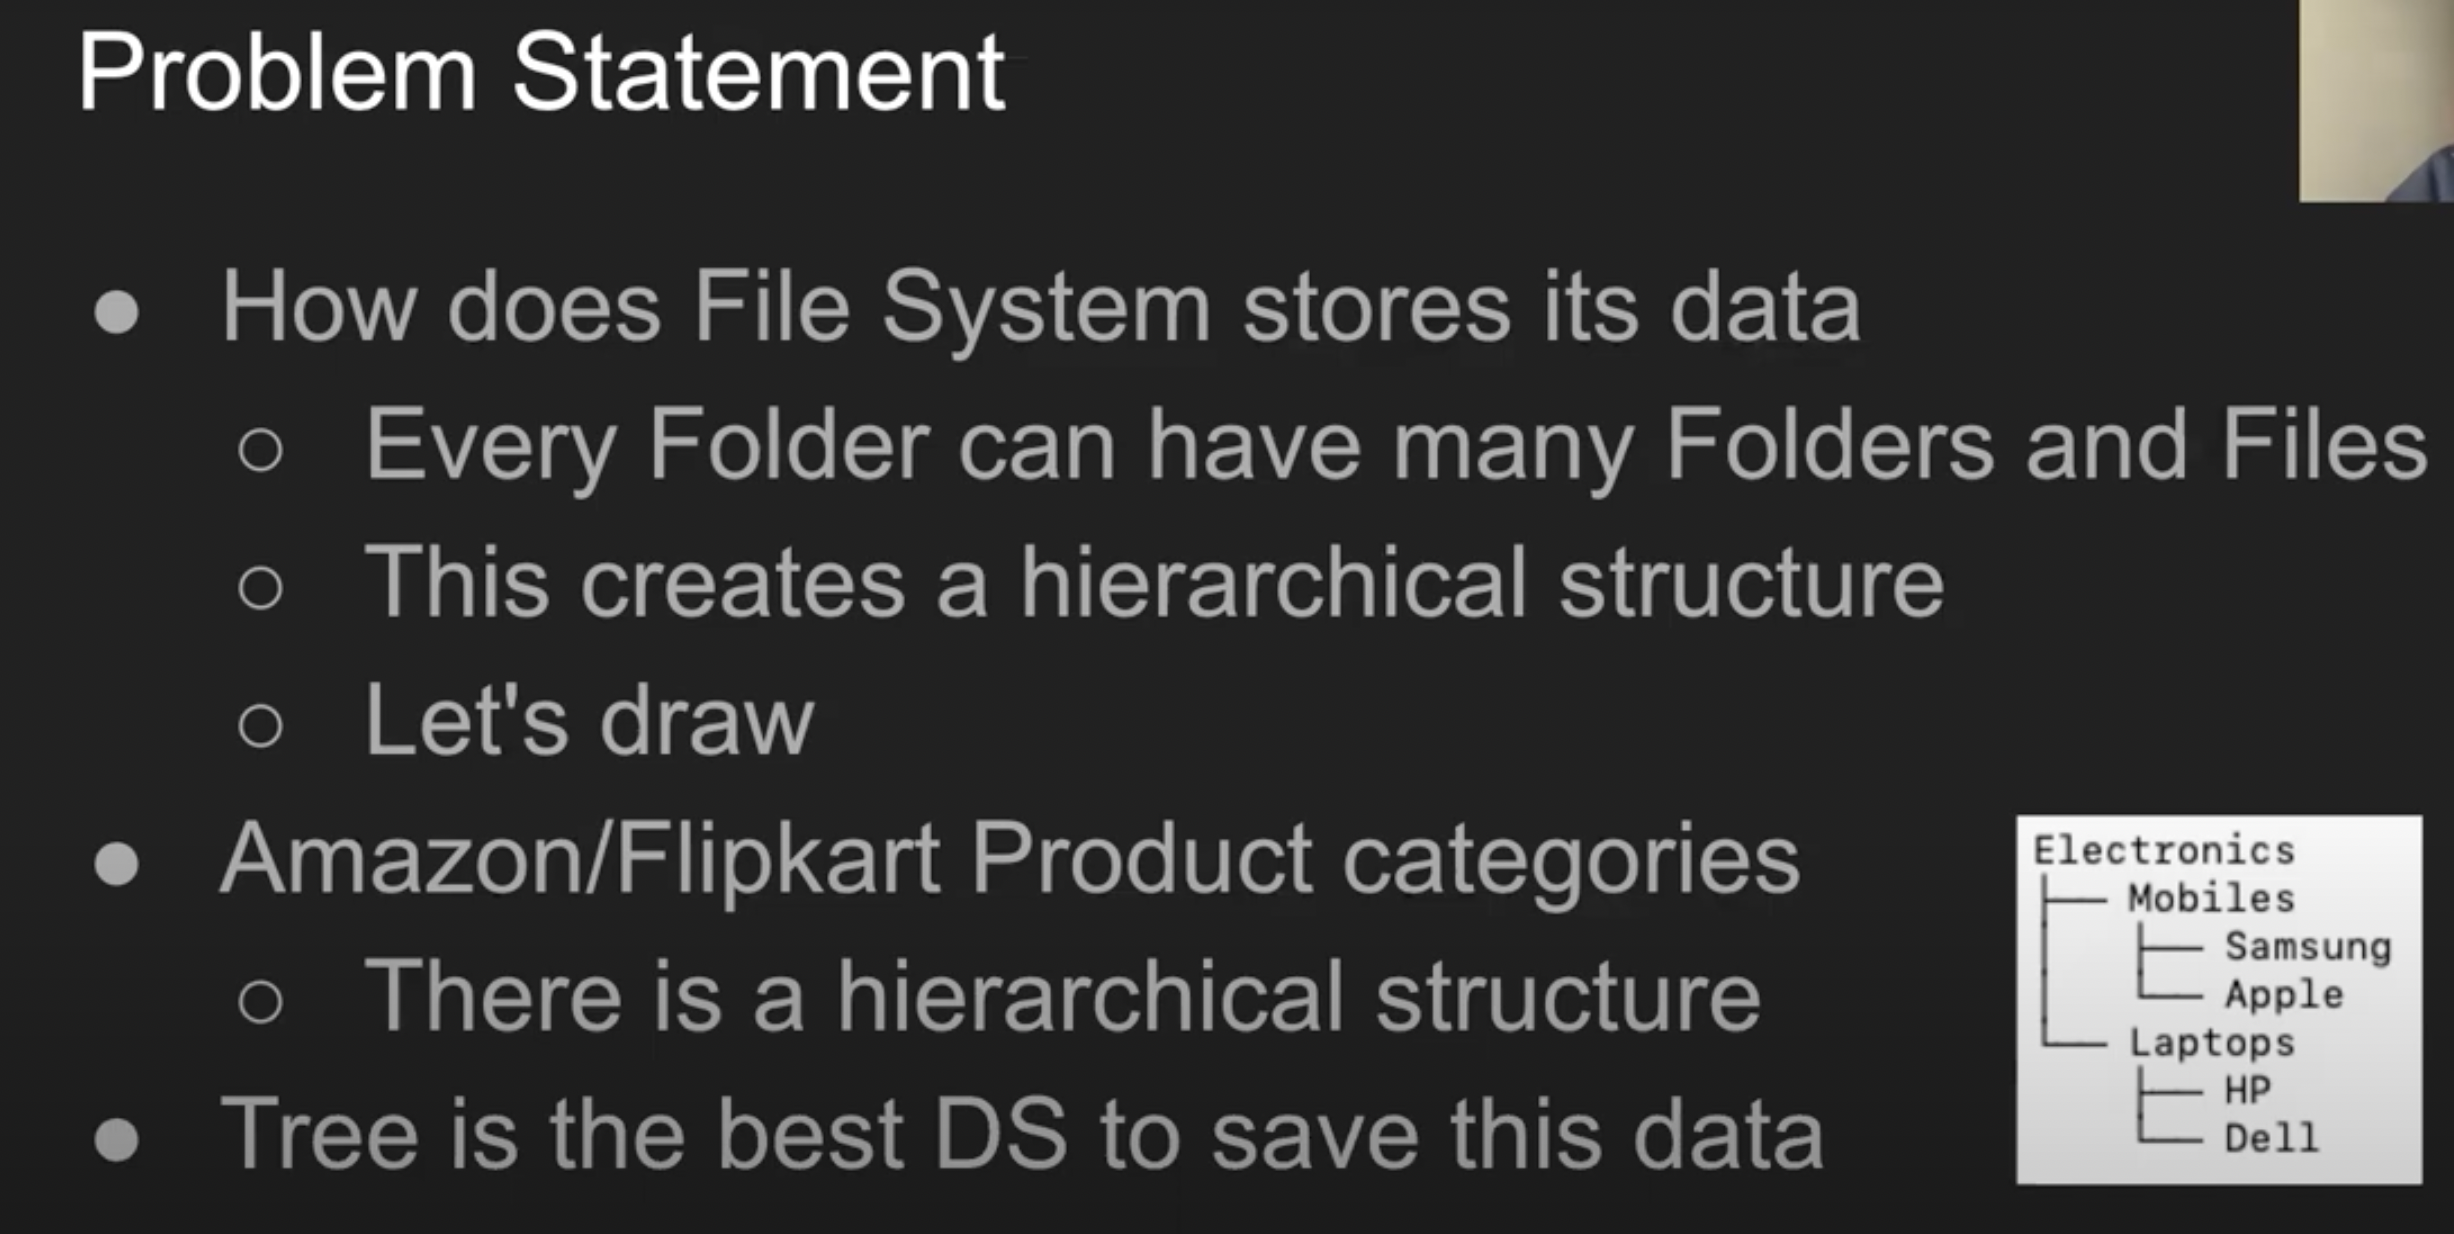 Problem Statement
● How does File System stores its data
○ Every Folder can have many Folders and Files
○ This creates a hierarchical structure
○ Let's draw
● Amazon/Flipkart Product categories
○ There is a hierarchical structure
● Tree is the best DS to save this data
Electronics
├── Mobiles
│   ├── Samsung
│   └── Apple
└── Laptops
    ├── HP
    └── Dell